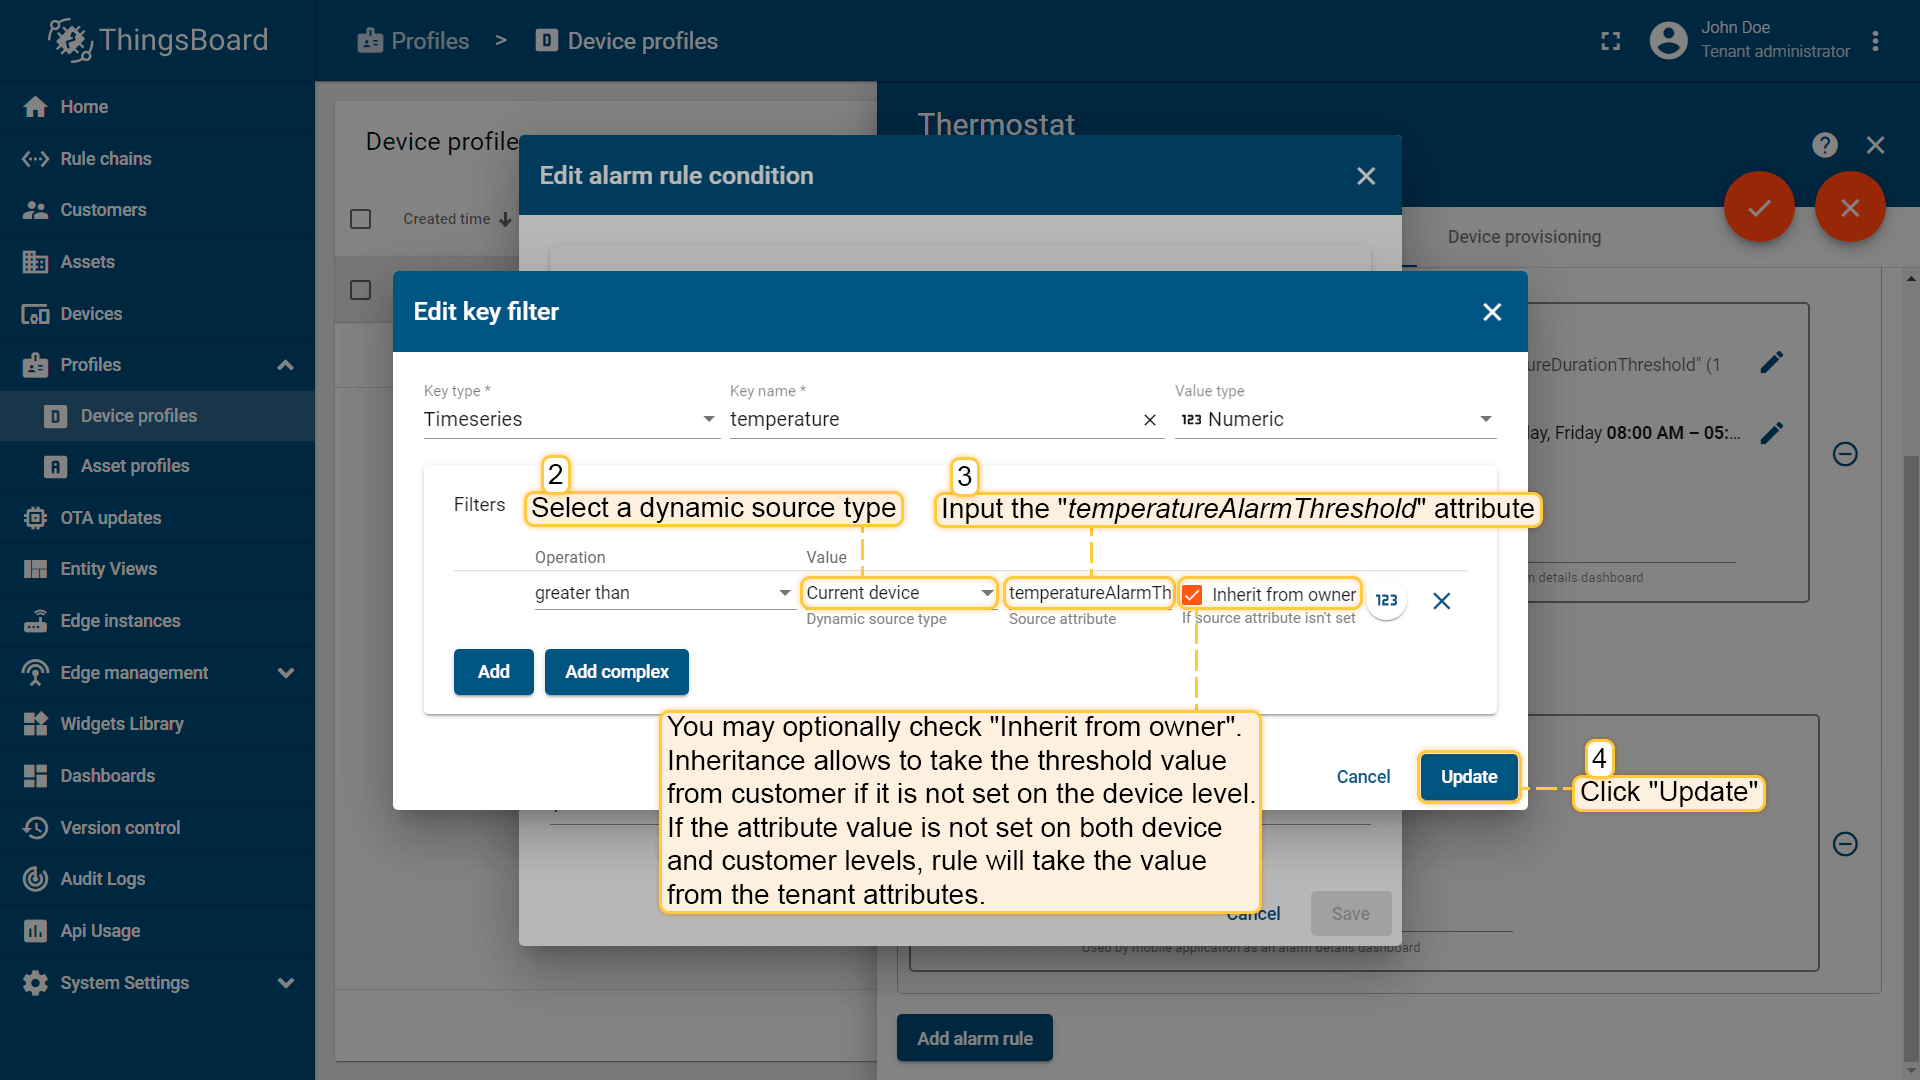 ThingsBoard
Profiles > Device profiles
John Doe
Tenant administrator
Home
Rule chains
Customers
Assets
Devices
Profiles
Device profiles
Asset profiles
OTA updates
Entity Views
Edge instances
Edge management
Widgets Library
Dashboards
Version control
Audit Logs
Api Usage
System Settings
Device profile
Created time
Thermostat
Device provisioning
Edit alarm rule condition
Edit key filter
Key type *
Timeseries
Key name *
temperature
Value type
123 Numeric
2
Select a dynamic source type
3
Input the "temperatureAlarmThreshold" attribute
Filters
Operation
Value
greater than
Current device
temperatureAlarmTh
Inherit from owner
123
Dynamic source type
Source attribute
If source attribute isn't set
Add
Add complex
You may optionally check "Inherit from owner".
Inheritance allows to take the threshold value
from customer if it is not set on the device level.
If the attribute value is not set on both device
and customer levels, rule will take the value
from the tenant attributes.
Cancel
Update
4
Click "Update"
ureDurationThreshold" (1
ay, Friday 08:00 AM – 05:...
m details dashboard
Cancel
Save
Used by mobile application as an alarm details dashboard
Add alarm rule